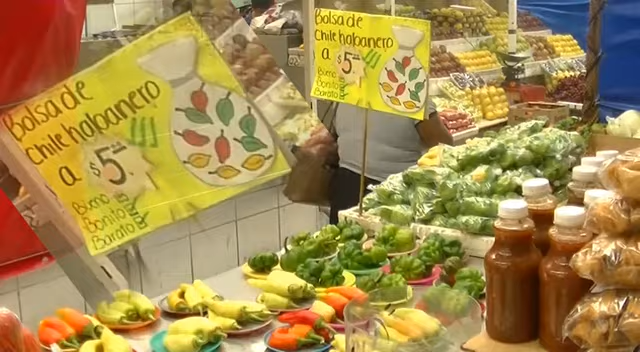 Bolsa de
chile habanero
a $5
Bueno
Bonito
Barato
Bolsa de
Chile habanero
a $5
Bueno
Bonito
Barato